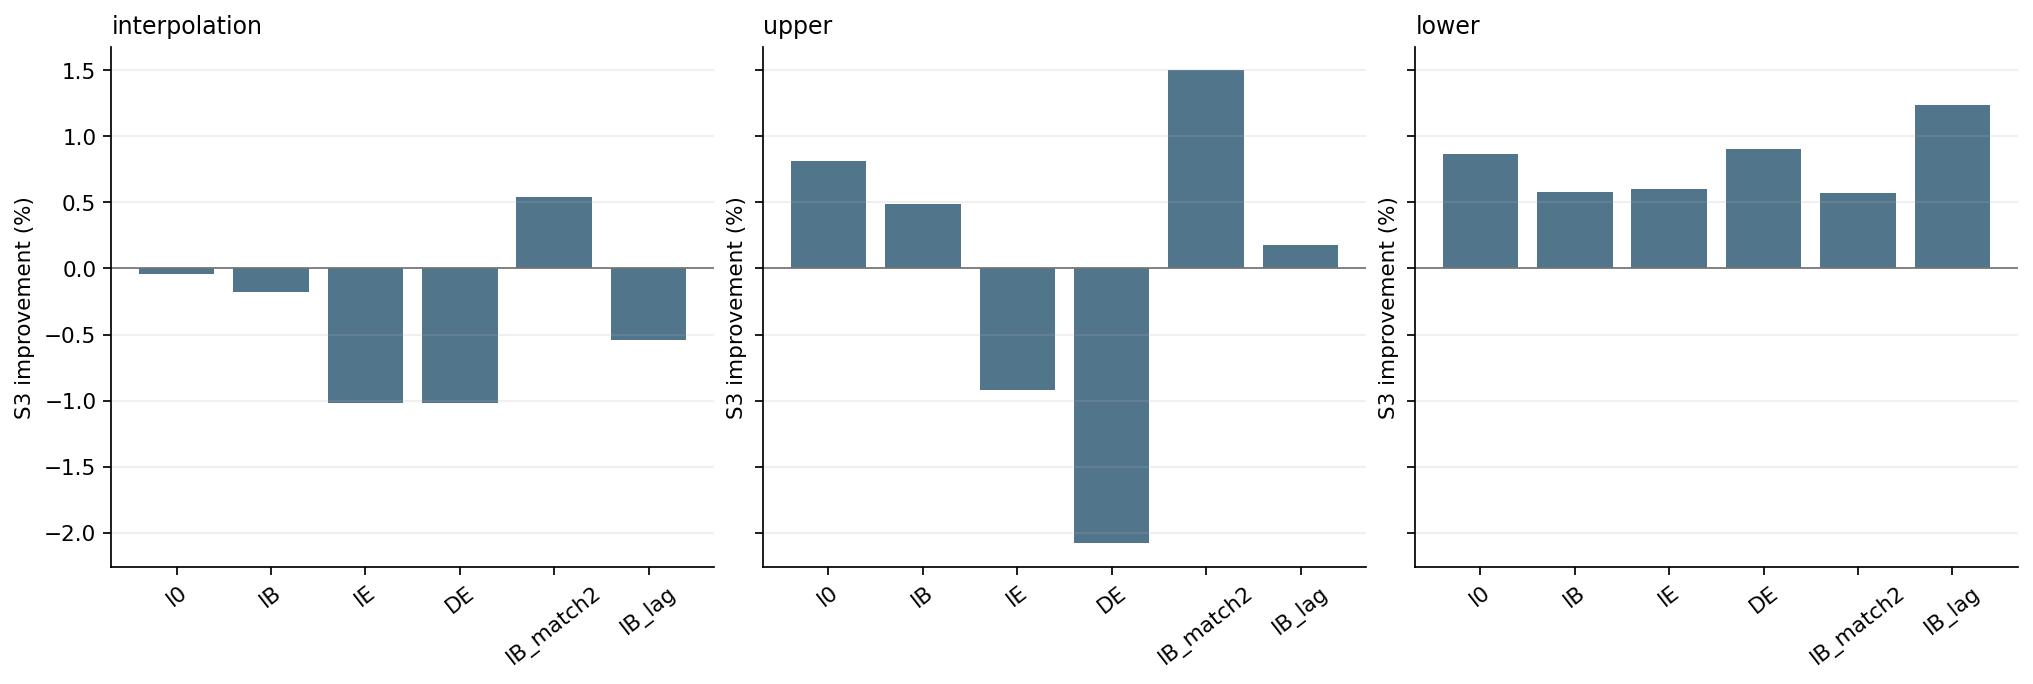 interpolation
upper
lower
S3 improvement (%)
1.5
1.0
0.5
0.0
−0.5
−1.0
−1.5
−2.0
I0
IB
IE
DE
IB_match2
IB_lag
S3 improvement (%)
I0
IB
IE
DE
IB_match2
IB_lag
S3 improvement (%)
I0
IB
IE
DE
IB_match2
IB_lag